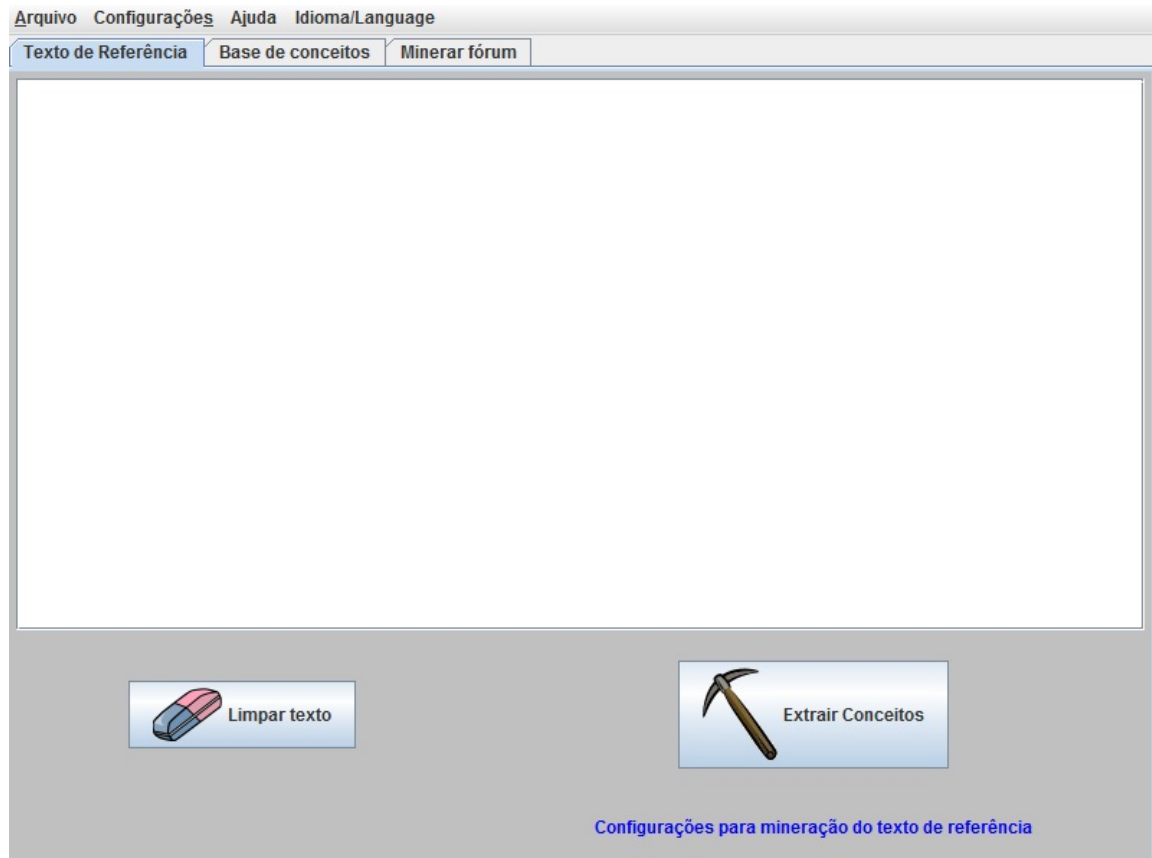 Arquivo Configurações Ajuda Idioma/Language
Texto de Referência Base de conceitos Minerar fórum
Limpar texto Extrair Conceitos
Configurações para mineração do texto de referência